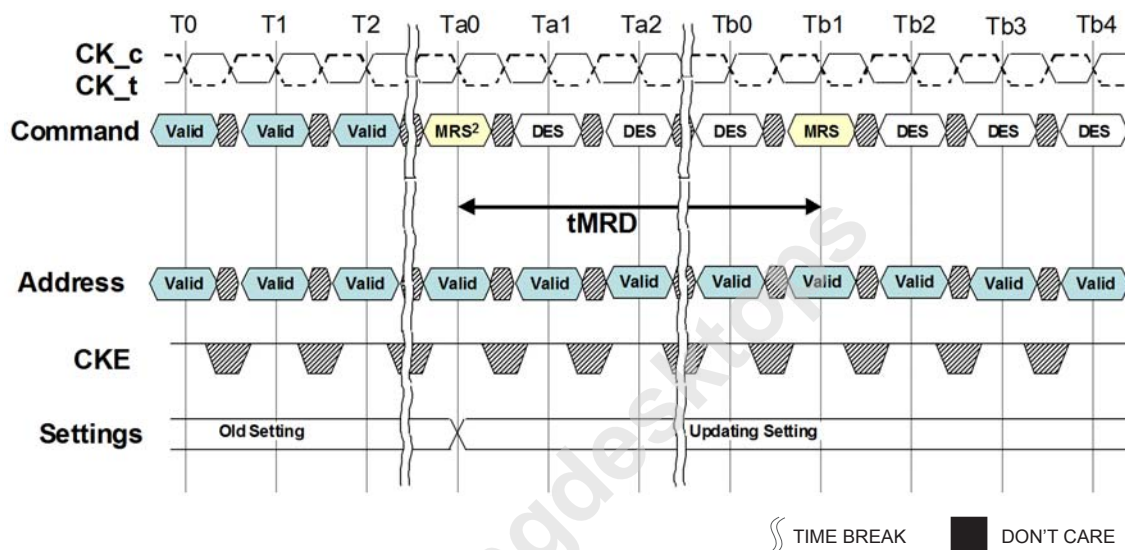 T0 T1 T2 Ta0 Ta1 Ta2 Tb0 Tb1 Tb2 Tb3 Tb4
CK_c
CK_t
Command Valid Valid Valid MRS² DES DES DES MRS DES DES DES
tMRD
Address Valid Valid Valid Valid Valid Valid Valid Valid Valid Valid Valid
CKE
Settings Old Setting Updating Setting
TIME BREAK DON'T CARE
gdesktops